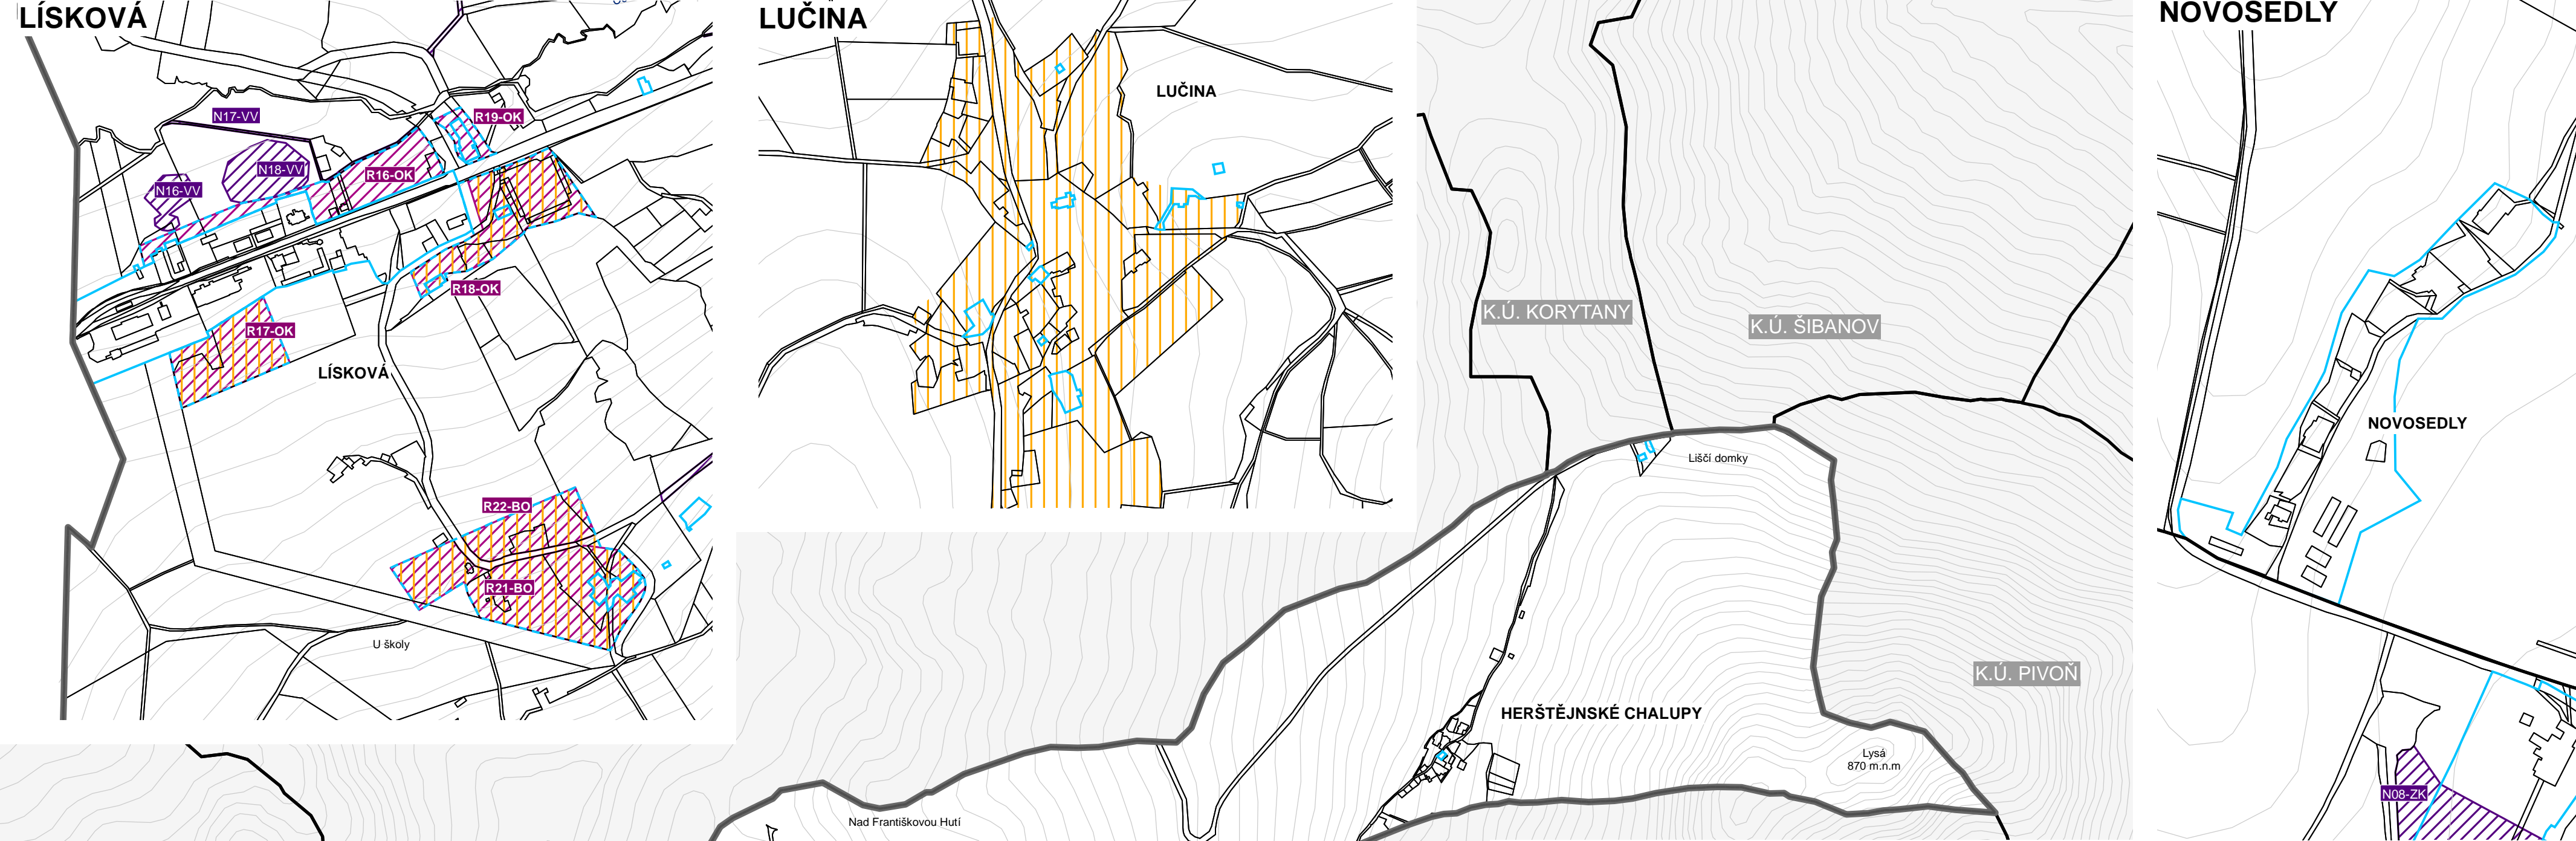 LÍSKOVÁ
N17-VV
R19-OK
N18-VV
R16-OK
N16-VV
R18-OK
R17-OK
LÍSKOVÁ
R22-BO
R21-BO
U školy
LUČINA
LUČINA
K.Ú. KORYTANY
K.Ú. ŠIBANOV
Liščí domky
K.Ú. PIVOŇ
HERŠTĚJNSKÉ CHALUPY
Lysá
870 m.n.m
Nad Františkovou Hutí
NOVOSEDLY
NOVOSEDLY
N08-ZK